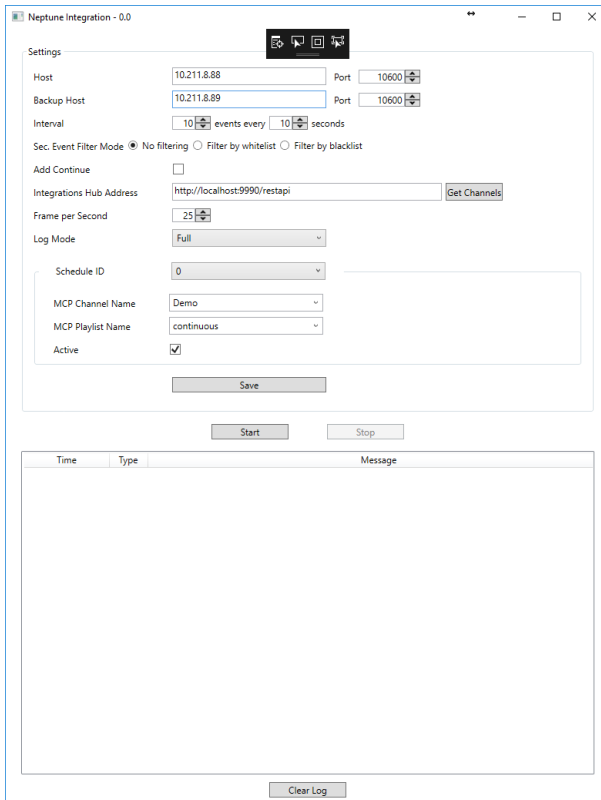 Neptune Integration - 0.0
Settings
Host 10.211.8.88 Port 10600
Backup Host 10.211.8.89 Port 10600
Interval 10 events every 10 seconds
Sec. Event Filter Mode No filtering Filter by whitelist Filter by blacklist
Add Continue
Integrations Hub Address http://localhost:9990/restapi Get Channels
Frame per Second 25
Log Mode Full
Schedule ID 0
MCP Channel Name Demo
MCP Playlist Name continuous
Active
Save
Start Stop
Time Type Message
Clear Log